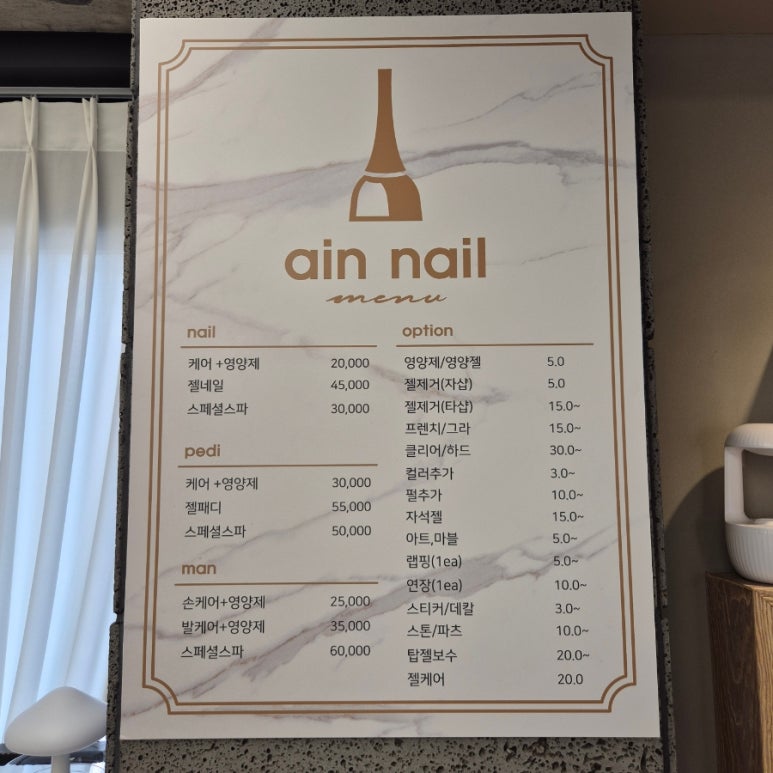 ain nail
menu
nail
케어 +영양제 20,000
젤네일 45,000
스페셜스파 30,000
pedi
케어 +영양제 30,000
젤패디 55,000
스페셜스파 50,000
man
손케어+영양제 25,000
발케어+영양제 35,000
스페셜스파 60,000
option
영양제/영양젤 5.0
젤제거(자샵) 5.0
젤제거(타샵) 15.0~
프렌치/그라 15.0~
클리어/하드 30.0~
컬러추가 3.0~
펄추가 10.0~
자석젤 15.0~
아트,마블 5.0~
랩핑(1ea) 5.0~
연장(1ea) 10.0~
스티커/데칼 3.0~
스톤/파츠 10.0~
탑젤보수 20.0~
젤케어 20.0